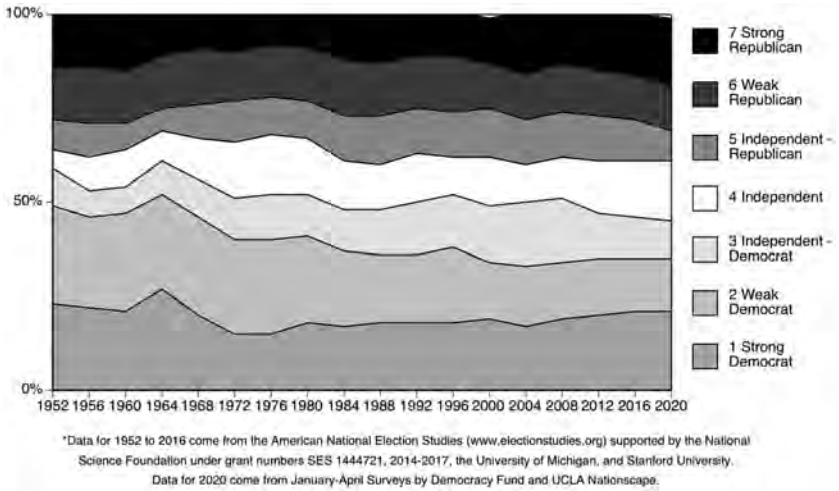 100%
50%
0%
1952 1956 1960 1964 1968 1972 1976 1980 1984 1988 1992 1996 2000 2004 2008 2012 2016 2020
7 Strong
Republican
6 Weak
Republican
5 Independent -
Republican
4 Independent
3 Independent -
Democrat
2 Weak
Democrat
1 Strong
Democrat
*Data for 1952 to 2016 come from the American National Election Studies (www.electionstudies.org) supported by the National
Science Foundation under grant numbers SES 1444721, 2014-2017, the University of Michigan, and Stanford University.
Data for 2020 come from January-April Surveys by Democracy Fund and UCLA Nationscape.